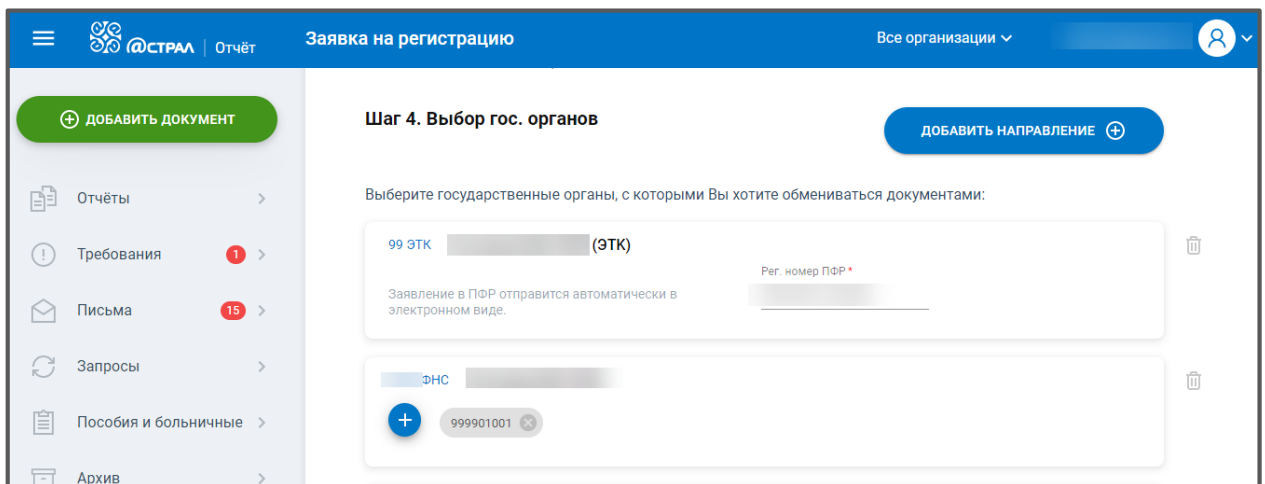 @СТРАЛ | Отчёт
Заявка на регистрацию
Все организации
ДОБАВИТЬ ДОКУМЕНТ
Отчёты
Требования 1
Письма 15
Запросы
Пособия и больничные
Архив
Шаг 4. Выбор гос. органов
ДОБАВИТЬ НАПРАВЛЕНИЕ
Выберите государственные органы, с которыми Вы хотите обмениваться документами:
99 ЭТК (ЭТК)
Рег. номер ПФР *
Заявление в ПФР отправится автоматически в
электронном виде.
ФНС
999901001